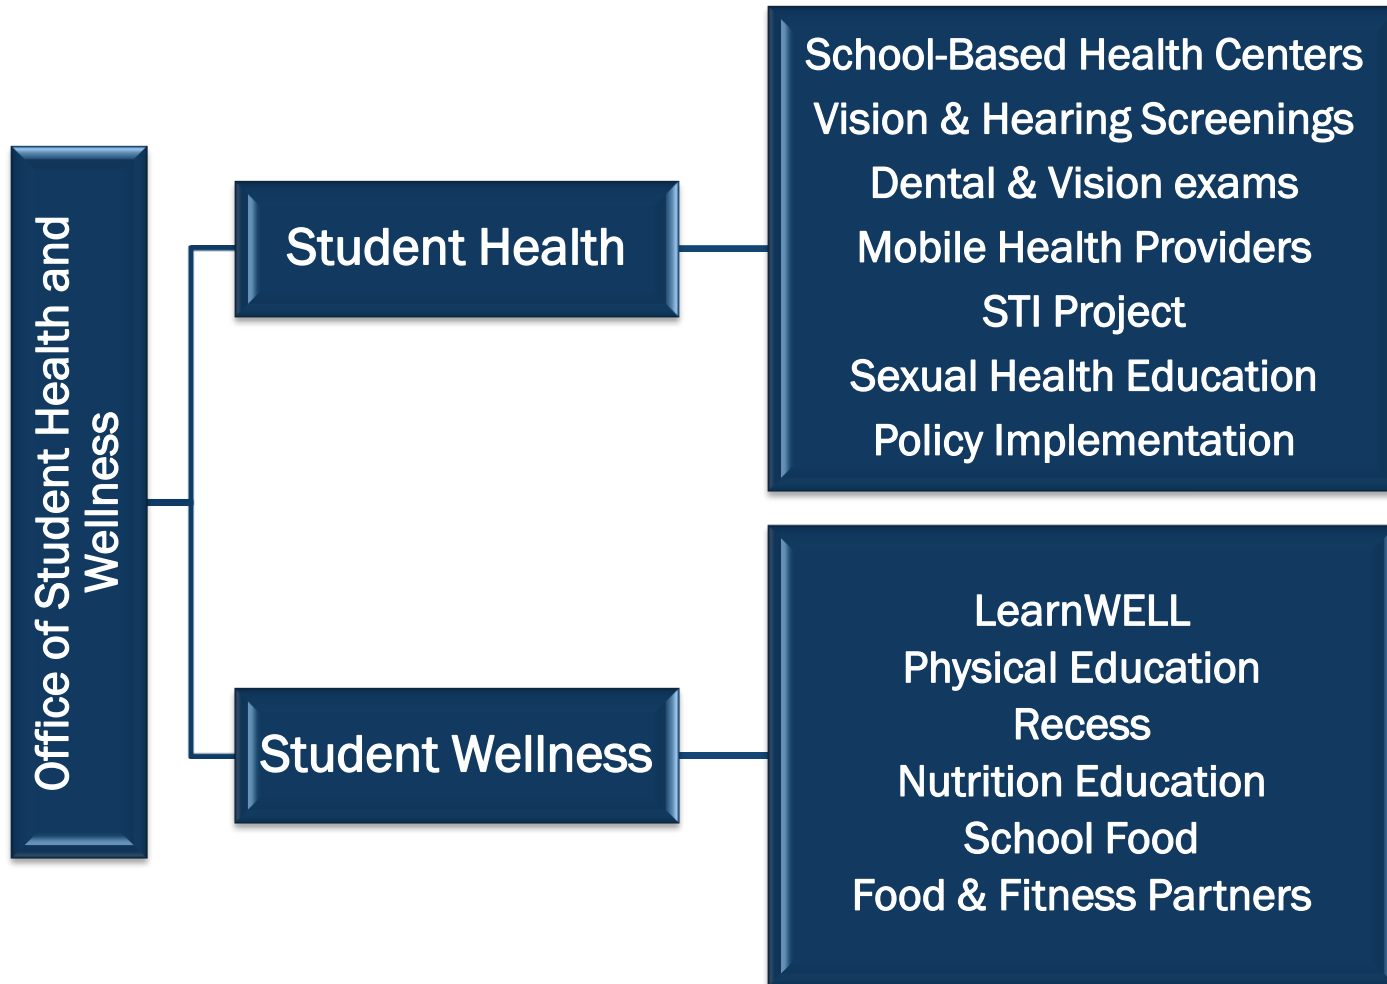 Office of Student Health and
Wellness
Student Health
School-Based Health Centers
Vision & Hearing Screenings
Dental & Vision exams
Mobile Health Providers
STI Project
Sexual Health Education
Policy Implementation
Student Wellness
LearnWELL
Physical Education
Recess
Nutrition Education
School Food
Food & Fitness Partners